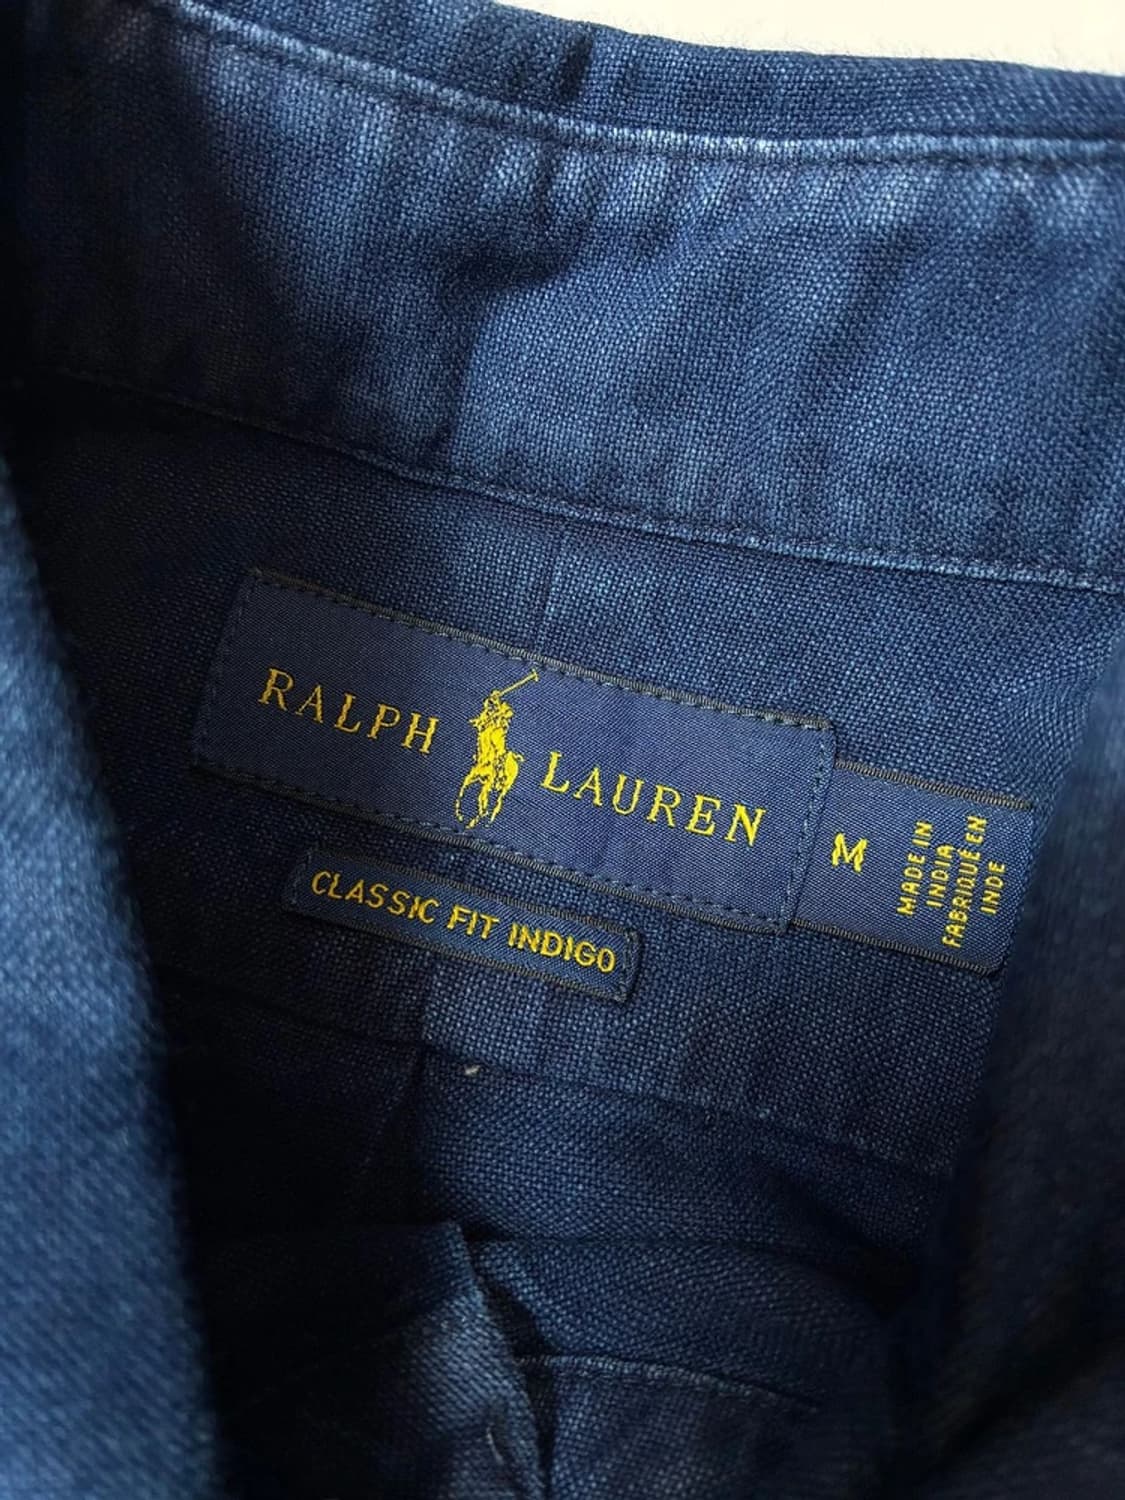 RALPH LAUREN
M
MADE IN
INDIA
FABRIQUÉ EN
INDE
CLASSIC FIT INDIGO